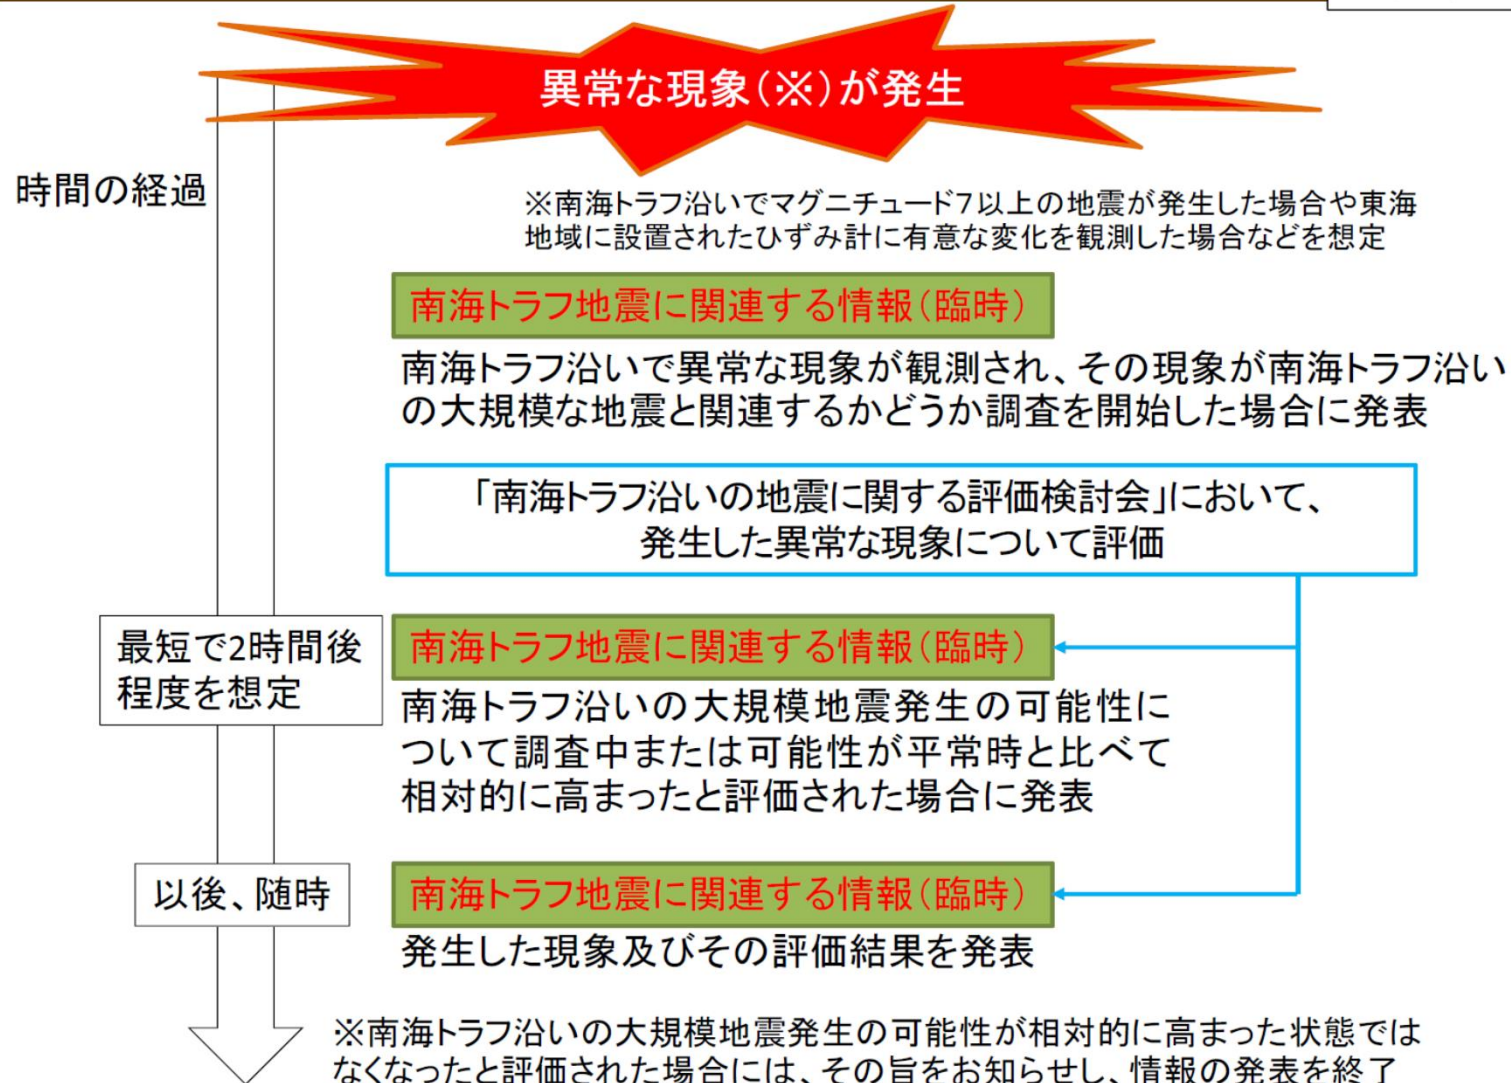 異常な現象(※)が発生
時間の経過
※南海トラフ沿いでマグニチュード7以上の地震が発生した場合や東海
地域に設置されたひずみ計に有意な変化を観測した場合などを想定
南海トラフ地震に関連する情報(臨時)
南海トラフ沿いで異常な現象が観測され、その現象が南海トラフ沿い
の大規模な地震と関連するかどうか調査を開始した場合に発表
「南海トラフ沿いの地震に関する評価検討会」において、
発生した異常な現象について評価
最短で2時間後
程度を想定
南海トラフ地震に関連する情報(臨時)
南海トラフ沿いの大規模地震発生の可能性に
ついて調査中または可能性が平常時と比べて
相対的に高まったと評価された場合に発表
以後、随時
南海トラフ地震に関連する情報(臨時)
発生した現象及びその評価結果を発表
※南海トラフ沿いの大規模地震発生の可能性が相対的に高まった状態では
なくなったと評価された場合には、その旨をお知らせし、情報の発表を終了